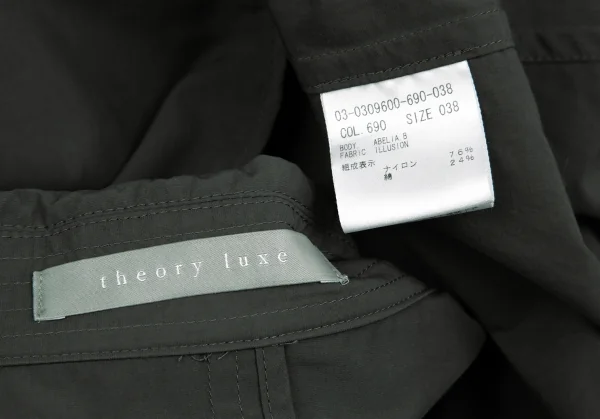 03-0309600-690-038
COL. 690 SIZE 038
BODY ABELIA B
FABRIC ILLUSION
組成表示 ナイロン 76%
綿 24%
theory luxe